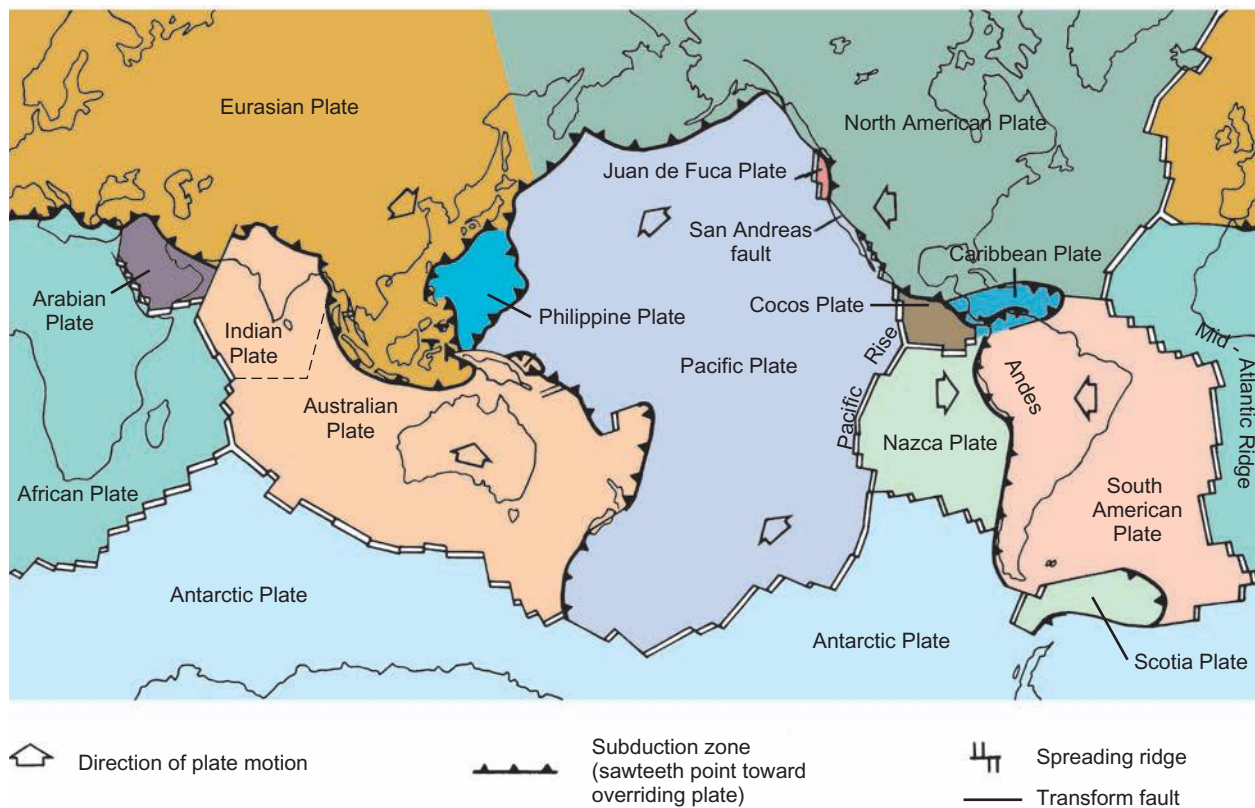 Eurasian Plate
North American Plate
Juan de Fuca Plate
San Andreas
fault
Caribbean Plate
Arabian
Plate
Indian
Plate
Philippine Plate
Cocos Plate
Pacific Plate
Pacific Rise
Andes
Mid - Atlantic Ridge
Australian
Plate
Nazca Plate
African Plate
South
American
Plate
Antarctic Plate
Antarctic Plate
Scotia Plate
Direction of plate motion
Subduction zone
(sawteeth point toward
overriding plate)
Spreading ridge
Transform fault